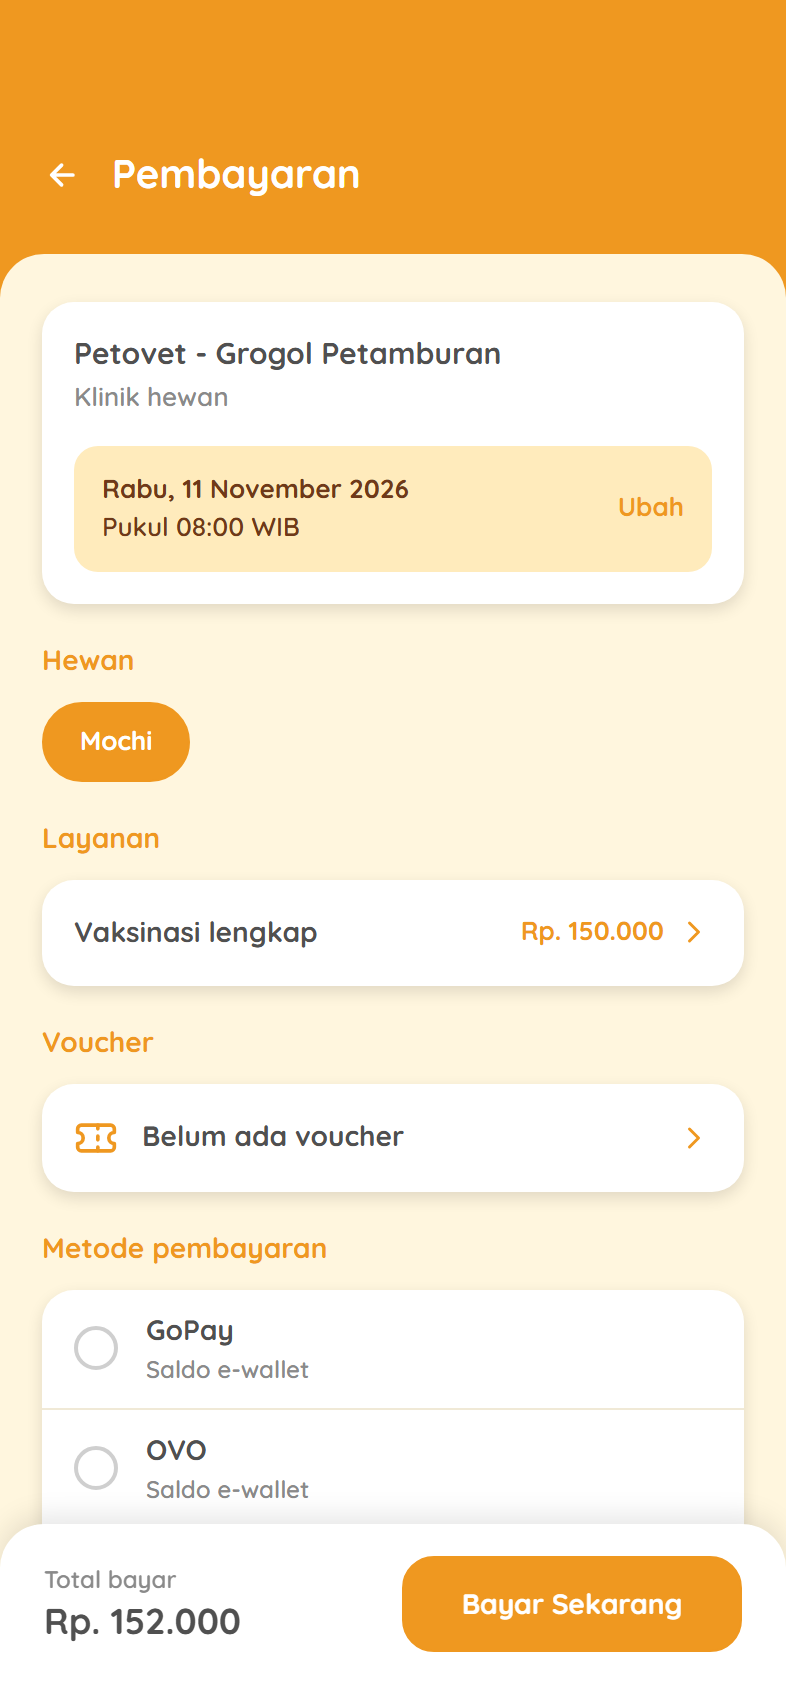 Pembayaran
Petovet - Grogol Petamburan
Klinik hewan
Rabu, 11 November 2026
Pukul 08:00 WIB
Ubah
Hewan
Mochi
Layanan
Vaksinasi lengkap
Rp. 150.000
Voucher
Belum ada voucher
Metode pembayaran
GoPay
Saldo e-wallet
OVO
Saldo e-wallet
Total bayar
Rp. 152.000
Bayar Sekarang